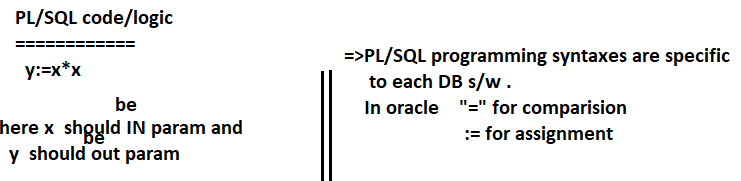 PL/SQL code/logic
============
y:=x*x
be
here x should IN param and
be
y should out param
=>PL/SQL programming syntaxes are specific
to each DB s/w .
In oracle "=" for comparision
:= for assignment